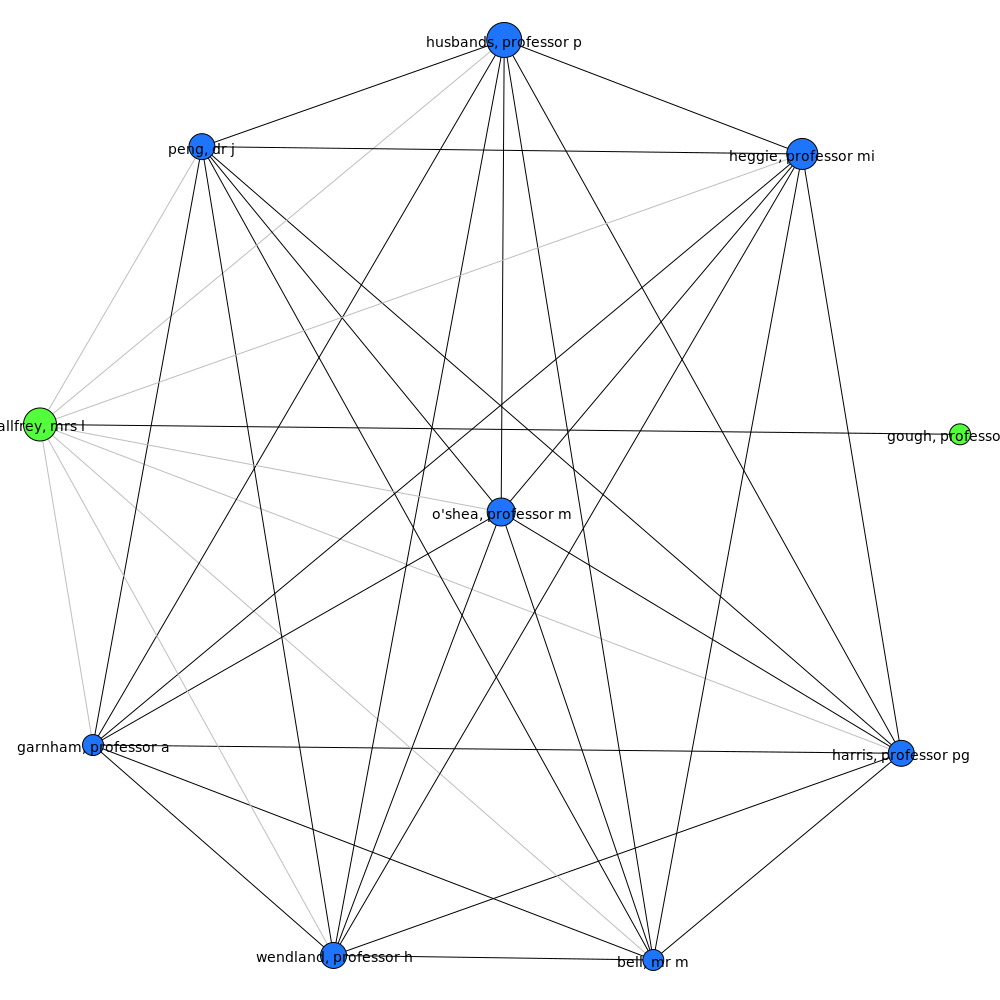 husbands, professor p
peng, dr j
heggie, professor mi
allfrey, mrs l
gough, professo
o'shea, professor m
garnham, professor a
harris, professor pg
wendland, professor h
bell, mr m